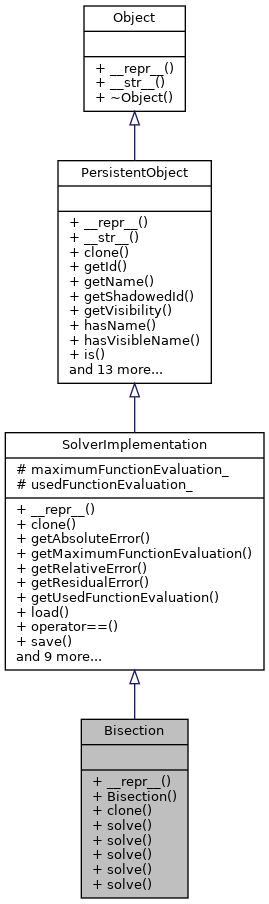 Object
+ __repr__()
+ __str__()
+ ~Object()
PersistentObject
+ __repr__()
+ __str__()
+ clone()
+ getId()
+ getName()
+ getShadowedId()
+ getVisibility()
+ hasName()
+ hasVisibleName()
+ is()
and 13 more...
SolverImplementation
# maximumFunctionEvaluation_
# usedFunctionEvaluation_
+ __repr__()
+ clone()
+ getAbsoluteError()
+ getMaximumFunctionEvaluation()
+ getRelativeError()
+ getResidualError()
+ getUsedFunctionEvaluation()
+ load()
+ operator==()
+ save()
and 9 more...
Bisection
+ __repr__()
+ Bisection()
+ clone()
+ solve()
+ solve()
+ solve()
+ solve()
+ solve()